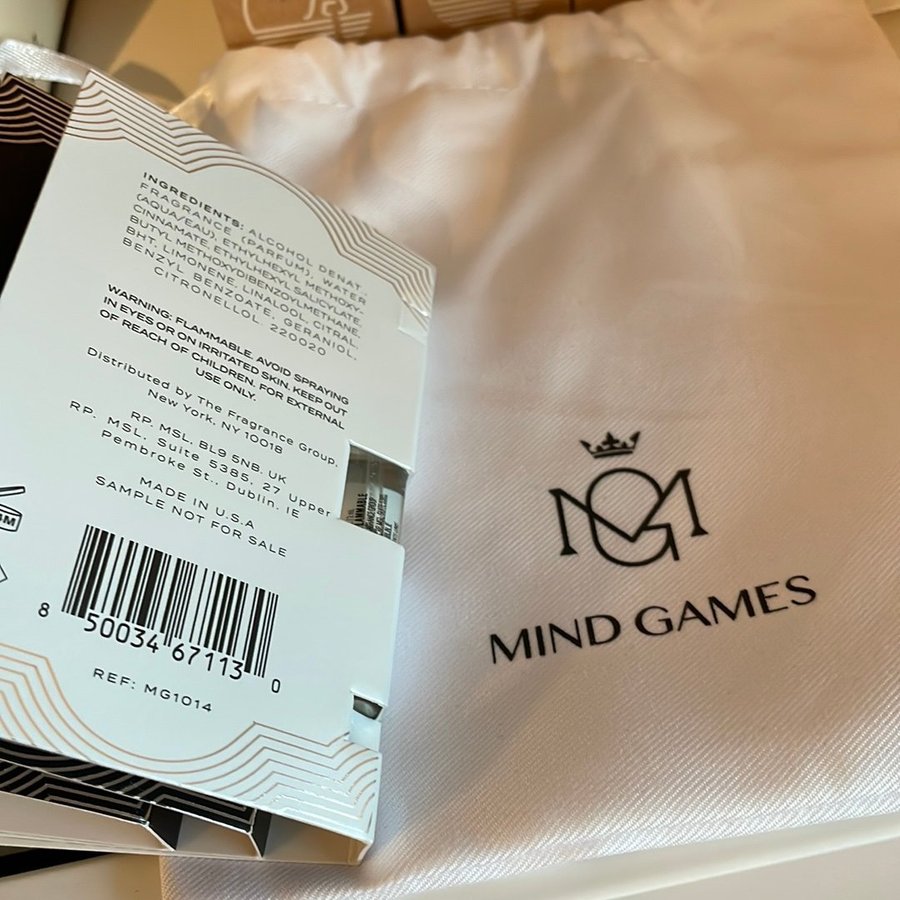 INGREDIENTS: ALCOHOL DENAT.
FRAGRANCE (PARFUM), WATER
(AQUA/EAU), ETHYLHEXYL METHOXY-
CINNAMATE, ETHYLHEXYL SALICYLATE,
BUTYL METHOXYDIBENZOYLMETHANE,
BHT, LIMONENE, LINALOOL, CITRAL,
BENZYL BENZOATE, GERANIOL,
CITRONELLOL. 220020
WARNING: FLAMMABLE. AVOID SPRAYING
IN EYES OR ON IRRITATED SKIN. KEEP OUT
OF REACH OF CHILDREN. FOR EXTERNAL
USE ONLY.
Distributed by The Fragrance Group,
New York, NY 10018
RP. MSL, BL9 5NB, UK
RP. MSL, Suite 5385, 27 Upper
Pembroke St., Dublin, IE
MADE IN U.S.A
SAMPLE NOT FOR SALE
8 50034 67113 0
REF: MG1014
MG
MIND GAMES